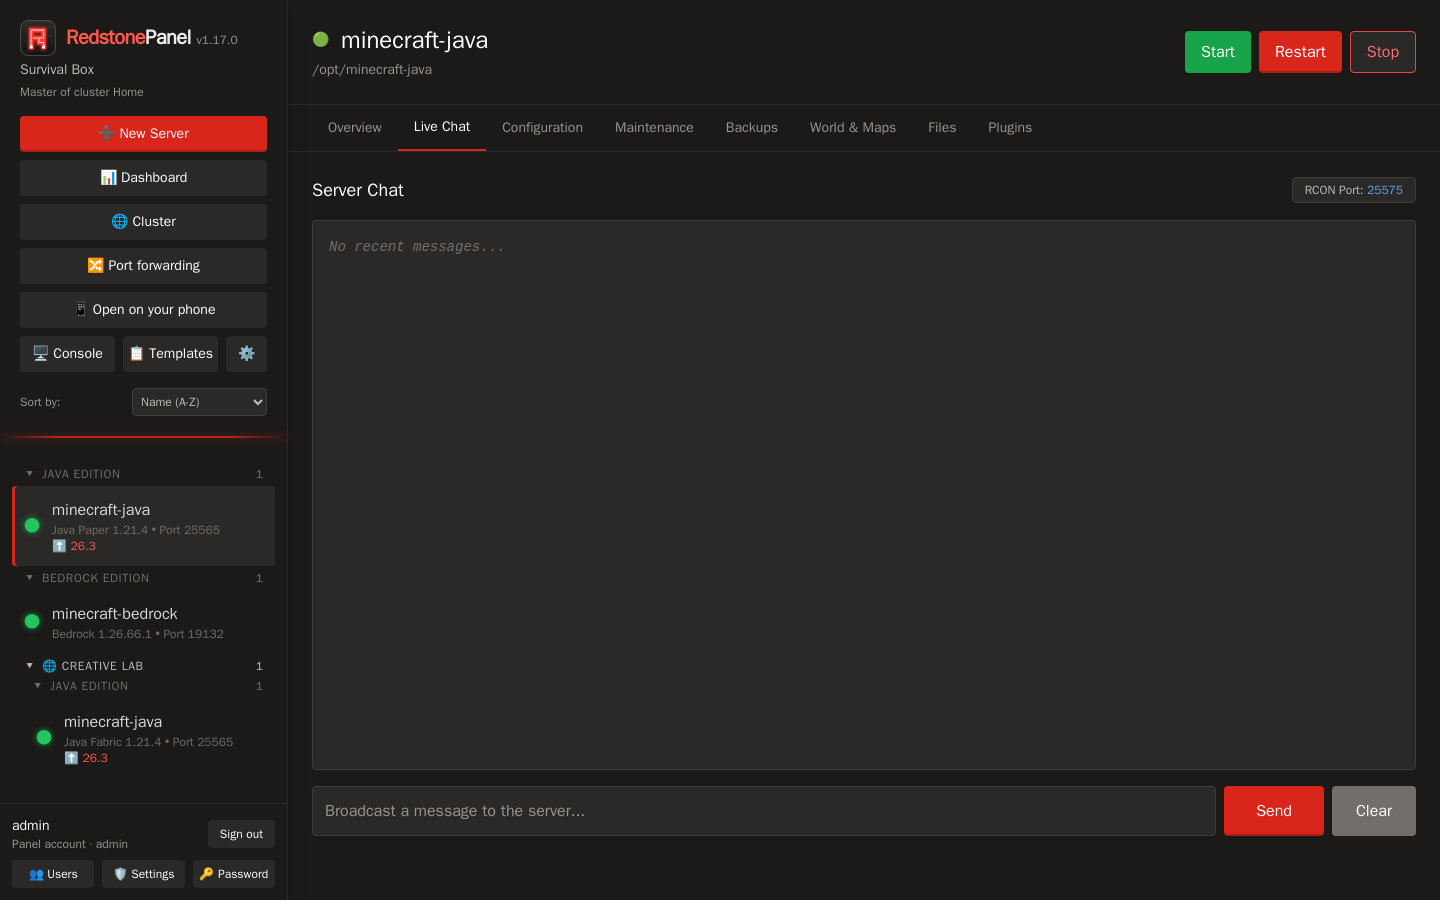 RedstonePanel v1.17.0
Survival Box
Master of cluster Home
➕ New Server
📊 Dashboard
🌐 Cluster
🔀 Port forwarding
📱 Open on your phone
🖥️ Console
📋 Templates
⚙️
Sort by:
Name (A-Z)
▼ JAVA EDITION 1
minecraft-java
Java Paper 1.21.4 • Port 25565
⬆️ 26.3
▼ BEDROCK EDITION 1
minecraft-bedrock
Bedrock 1.26.66.1 • Port 19132
▼ 🌐 CREATIVE LAB 1
▼ JAVA EDITION 1
minecraft-java
Java Fabric 1.21.4 • Port 25565
⬆️ 26.3
admin
Panel account · admin
Sign out
👥 Users
🛡️ Settings
🔑 Password
minecraft-java
/opt/minecraft-java
Start
Restart
Stop
Overview
Live Chat
Configuration
Maintenance
Backups
World & Maps
Files
Plugins
Server Chat
RCON Port: 25575
No recent messages...
Broadcast a message to the server...
Send
Clear